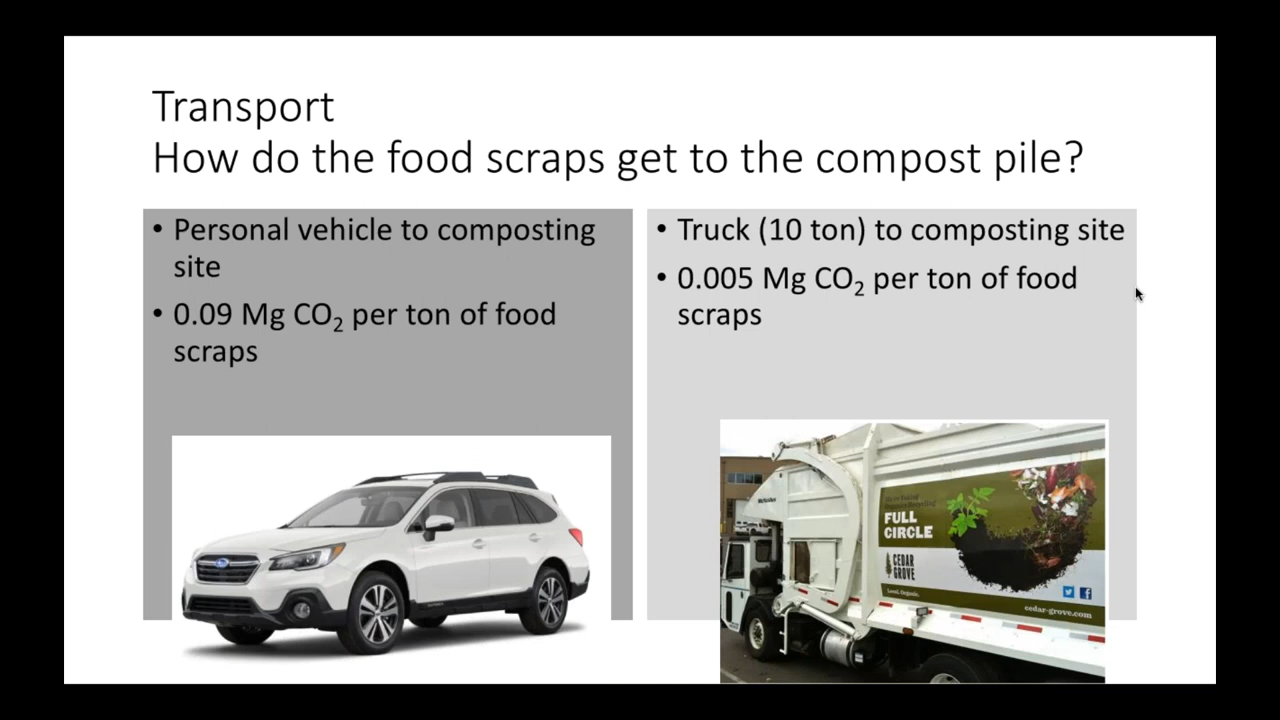 Transport
How do the food scraps get to the compost pile?
• Personal vehicle to composting
site
• 0.09 Mg CO₂ per ton of food
scraps
• Truck (10 ton) to composting site
• 0.005 Mg CO₂ per ton of food
scraps
FULL
CIRCLE
CEDAR
GROVE
Local. Organic.
cedar-grove.com